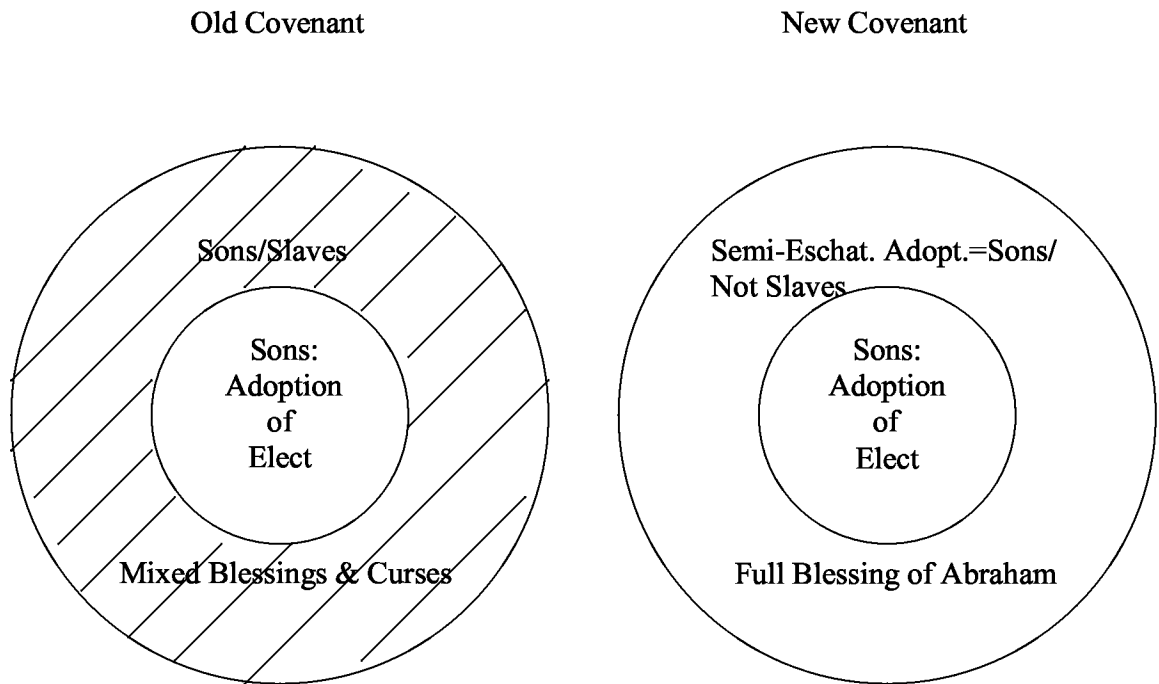 Old Covenant
New Covenant
Sons/Slaves
Sons:
Adoption
of
Elect
Mixed Blessings & Curses
Semi-Eschat. Adopt.=Sons/
Not Slaves
Sons:
Adoption
of
Elect
Full Blessing of Abraham